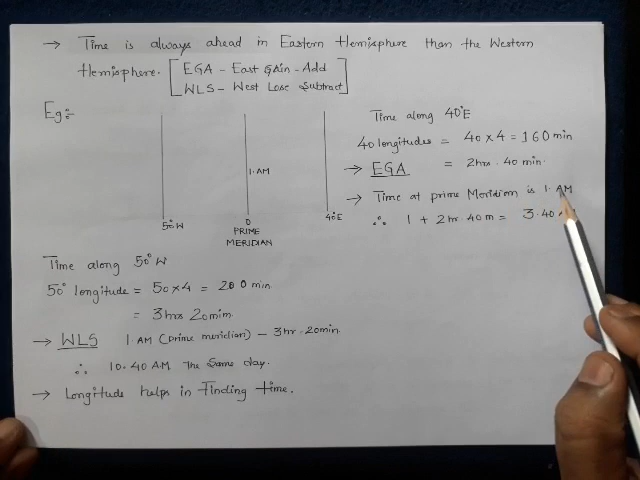 → Time is always ahead in Eastern Hemisphere than the Western
Hemisphere. [EGA - East Gain - Add
WLS - West Lose Subtract]
Eg:-
1.AM
50°W
0
PRIME
MERIDIAN
40°E
Time along 40°E
40 longitudes = 40 x 4 = 160 min
→ EGA = 2hrs. 40 min.
→ Time at prime Meridian is 1.AM
∴ 1 + 2hr. 40m = 3.40
Time along 50°W
50° longitude = 50 x 4 = 200 min
= 3hrs 20min.
→ WLS 1 AM (prime meridian) - 3hr - 20min.
∴ 10.40 AM The Same day.
→ Longitude helps in Finding time.